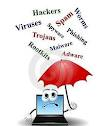 Hackers
Spam
Worms
Viruses
Spyware
Phishing
Trojans
Malware
Rootkits
Adware